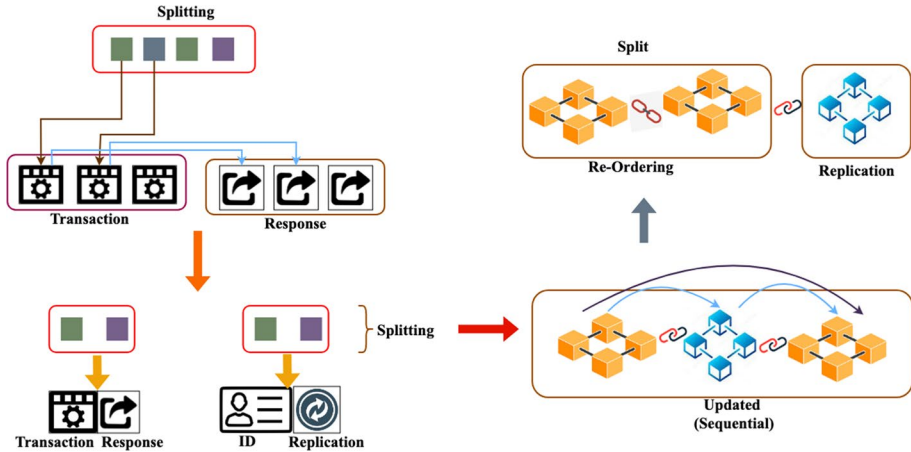 Splitting
Transaction
Response
Splitting
Transaction Response
ID
Replication
Split
Re-Ordering
Replication
Updated
(Sequential)